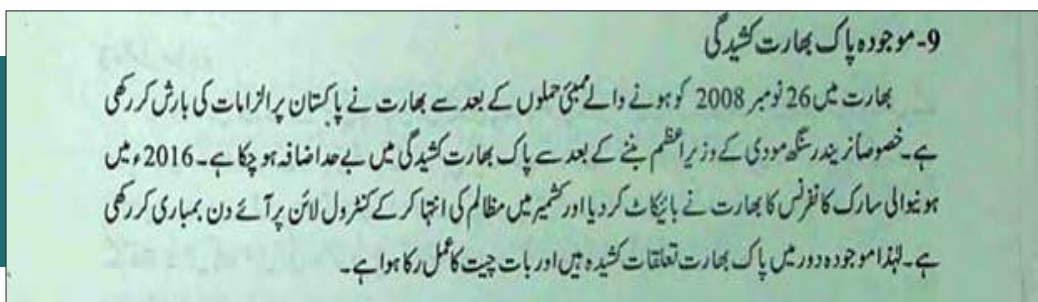 9-موجودہ پاک بھارت کشیدگی
بھارت میں 26 نومبر 2008 کو ہونے والے ممبئی حملوں کے بعد سے بھارت نے پاکستان پر الزامات کی بارش کر رکھی
ہے۔ خصوصاً نریندر سنگھ مودی کے وزیراعظم بننے کے بعد سے پاک بھارت کشیدگی میں بے حد اضافہ ہو چکا ہے۔ 2016ء میں
ہونیوالی سارک کانفرنس کا بھارت نے بائیکاٹ کر دیا اور کشمیر میں مظالم کی انتہا کر کے کنٹرول لائن پر آئے دن بمباری کر رکھی
ہے۔ لہٰذا موجودہ دور میں پاک بھارت تعلقات کشیدہ ہیں اور بات چیت کا عمل رکا ہوا ہے۔